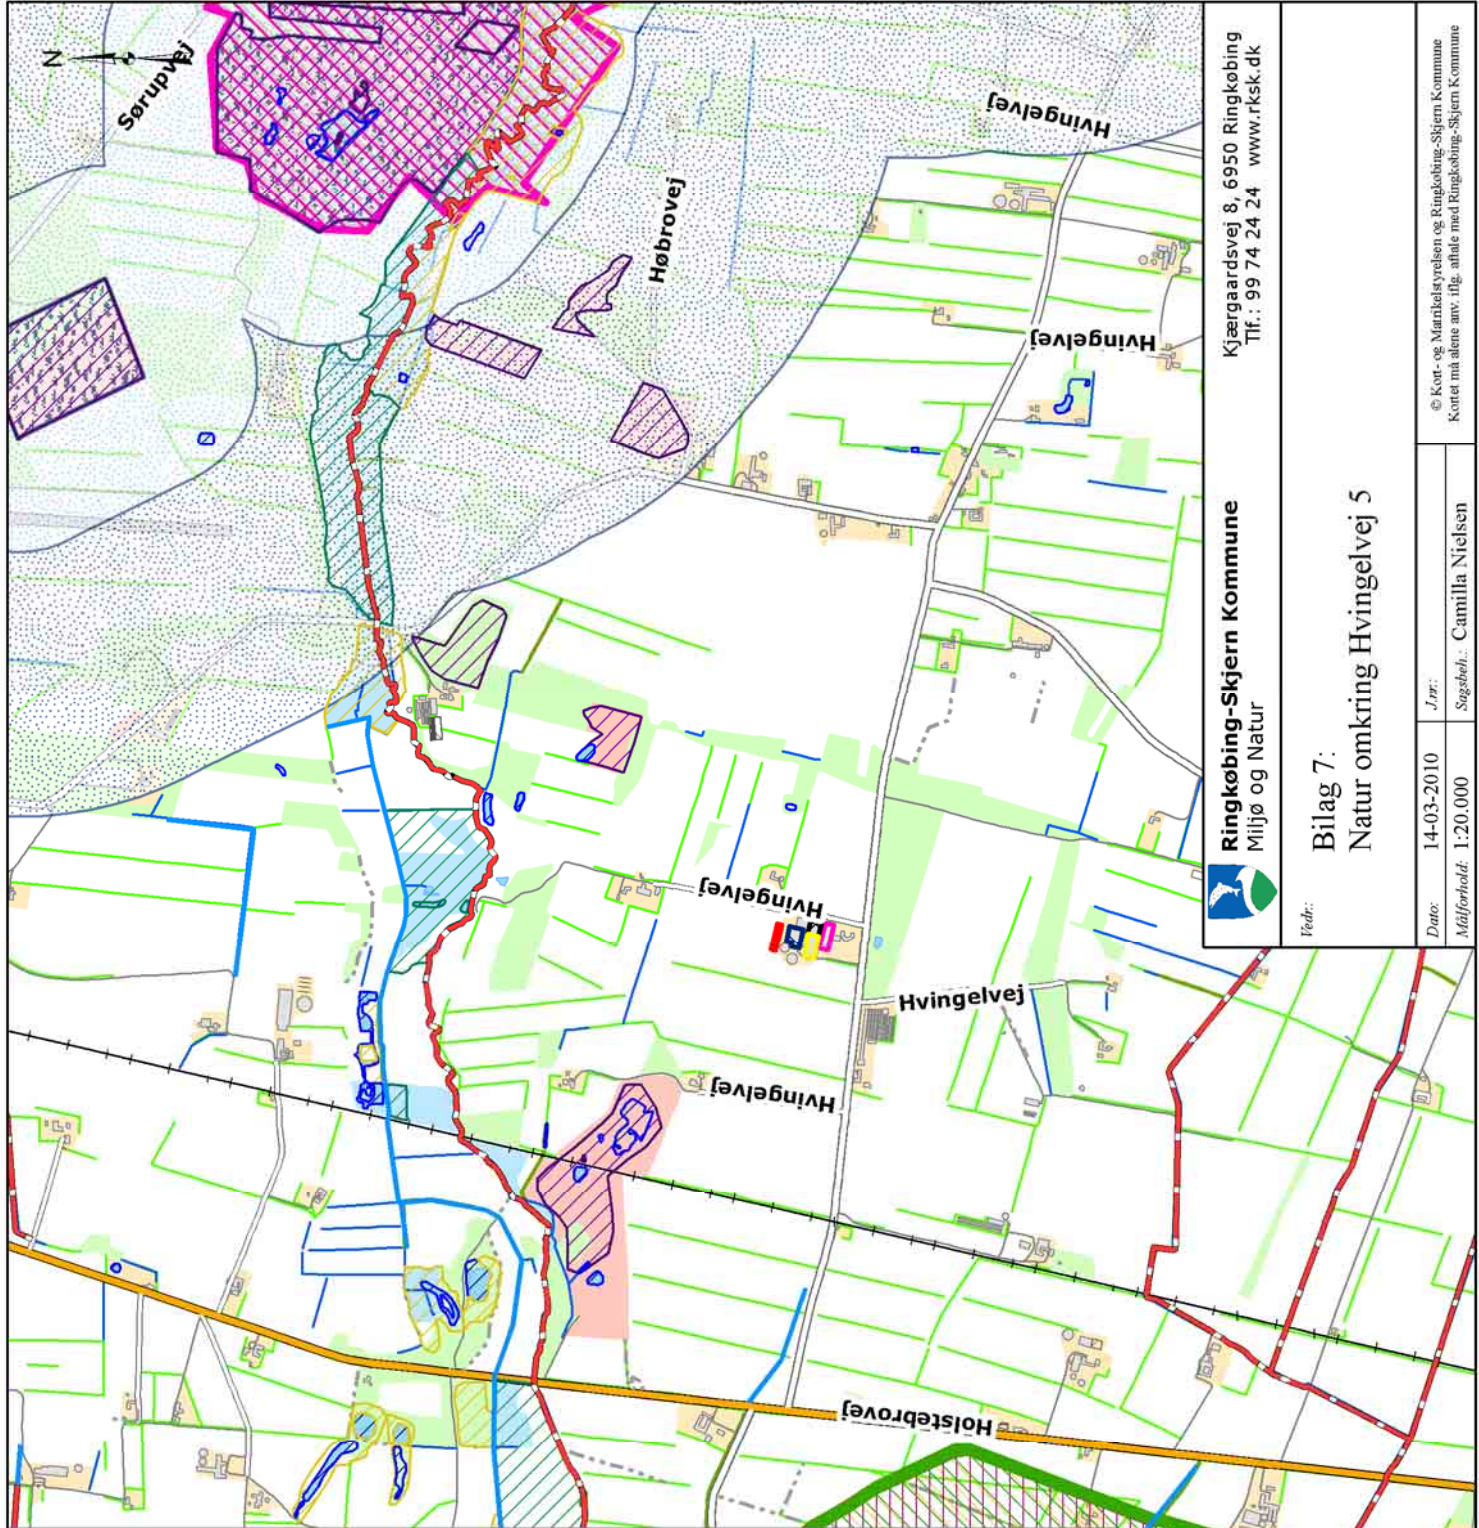 N
Sørupvej
Høbrovej
Hvingelvej
Hvingelvej
Hvingelvej
Hvingelvej
Hvingelvej
Holstebrovej
Ringkøbing-Skjern Kommune
Miljø og Natur
Kjærgaardsvej 8, 6950 Ringkøbing
Tlf.: 99 74 24 24 www.rksk.dk
Vedr.:
Bilag 7:
Natur omkring Hvingelvej 5
Dato: 14-03-2010
Jnr.:
Målforhold: 1:20.000
Sagsbeh.: Camilla Nielsen
© Kort- og Matrikelstyrelsen og Ringkøbing-Skjern Kommune
Kortet må alene anv. iflg. aftale med Ringkøbing-Skjern Kommune